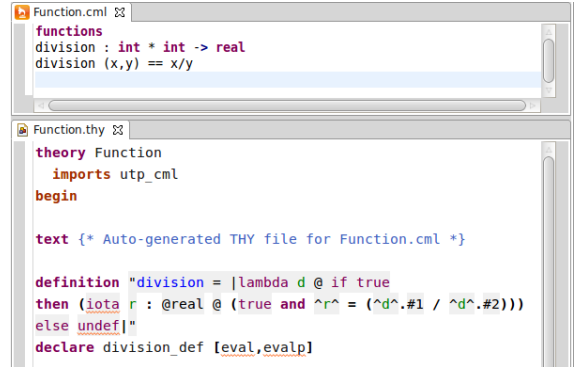 Function.cml
functions
division : int * int -> real
division (x,y) == x/y
Function.thy
theory Function
imports utp_cml
begin
text {* Auto-generated THY file for Function.cml *}
definition "division = |lambda d @ if true
then (iota r : @real @ (true and ^r^ = (^d^.#1 / ^d^.#2)))
else undef|"
declare division_def [eval,evalp]